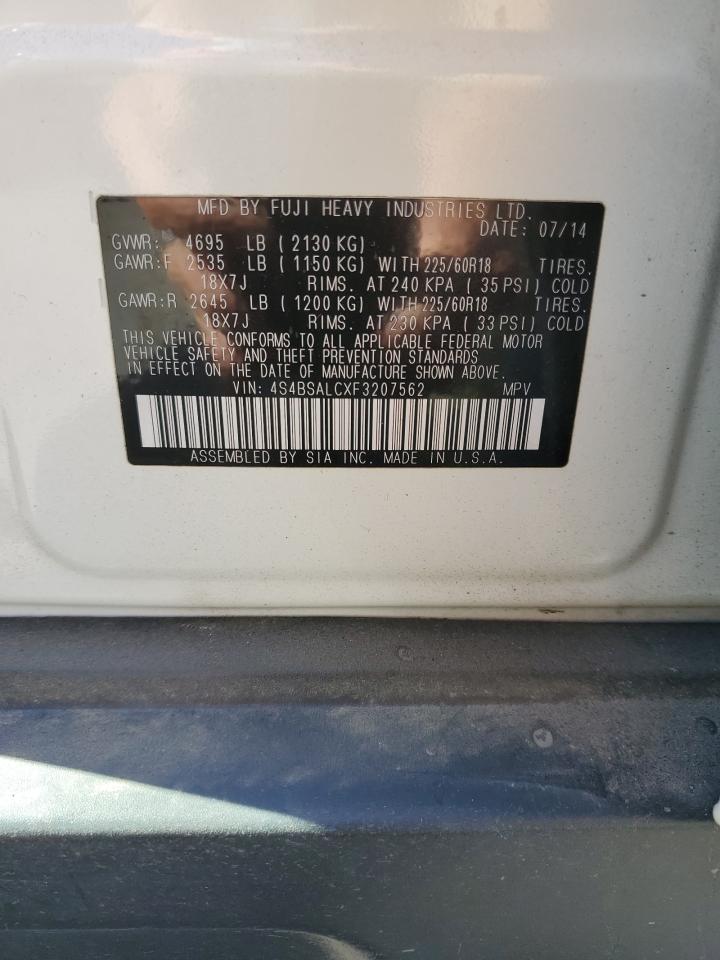 MFD BY FUJI HEAVY INDUSTRIES LTD.
DATE: 07/14
GVWR: 4695 LB (2130 KG)
GAWR:F 2535 LB (1150 KG) WITH 225/60R18 TIRES.
18X7J RIMS. AT 240 KPA (35 PSI) COLD
GAWR:R 2645 LB (1200 KG) WITH 225/60R18 TIRES.
18X7J RIMS. AT 230 KPA (33 PSI) COLD
THIS VEHICLE CONFORMS TO ALL APPLICABLE FEDERAL MOTOR
VEHICLE SAFETY AND THEFT PREVENTION STANDARDS
IN EFFECT ON THE DATE OF MANUFACTURE SHOWN ABOVE.
VIN: 4S4BSALCXF3207562 MPV
ASSEMBLED BY SIA INC. MADE IN U.S.A.